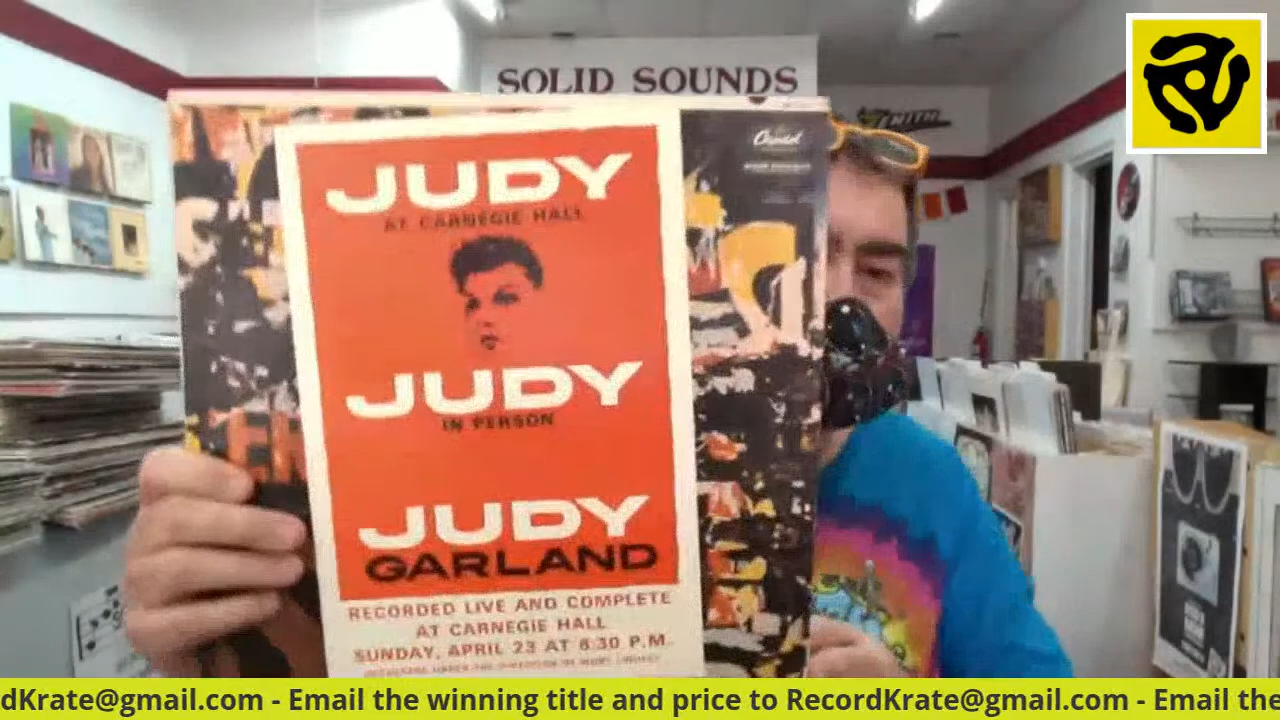 SOLID SOUNDS
ZENITH
Capitol
JUDY
AT CARNEGIE HALL
JUDY
IN PERSON
JUDY
GARLAND
RECORDED LIVE AND COMPLETE
AT CARNEGIE HALL
SUNDAY, APRIL 23 AT 8:30 P.M.
dKrate@gmail.com - Email the winning title and price to RecordKrate@gmail.com - Email the